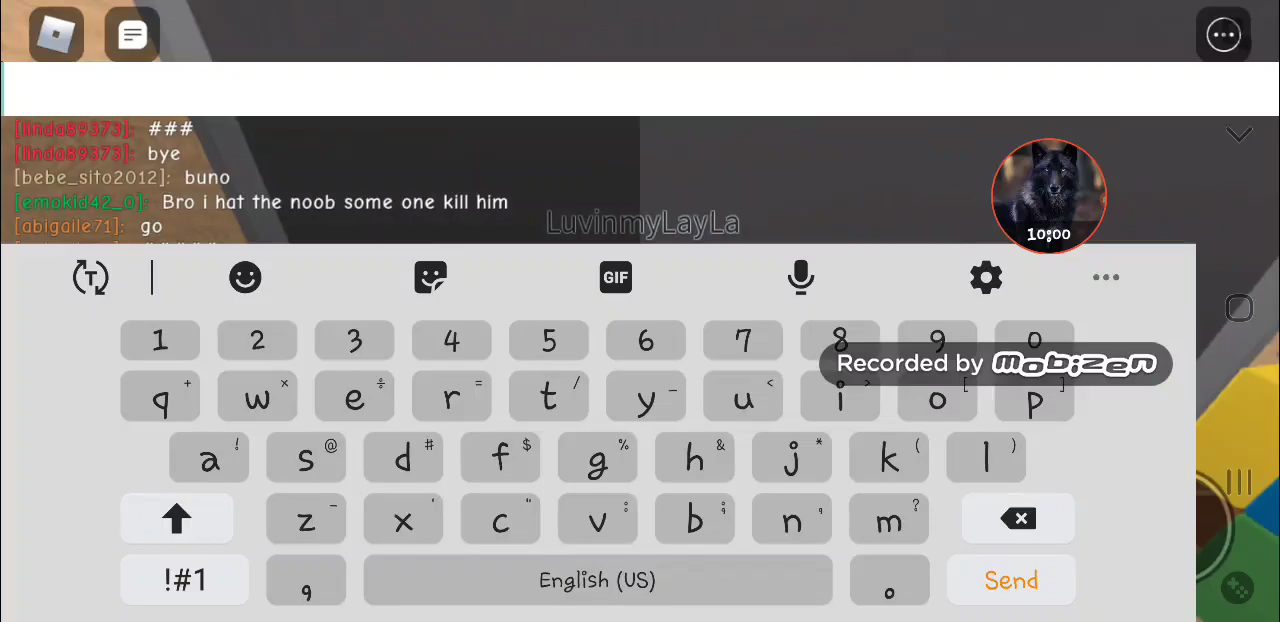 [linda89373]: ###
[linda89373]: bye
[bebe_sito2012]: buno
[emokid42_0]: Bro i hat the noob some one kill him
[abigaile71]: go
LuvinmyLayLa
10:00
T
GIF
1 2 3 4 5 6 7 8 9 0
Recorded by mobizen
q + w × e ÷ r = t / y _ u < i > o [ p ]
a ! s @ d # f $ g % h & j * k ( l )
z - x ' c " v : b ; n , m ?
!#1 , English (US) . Send